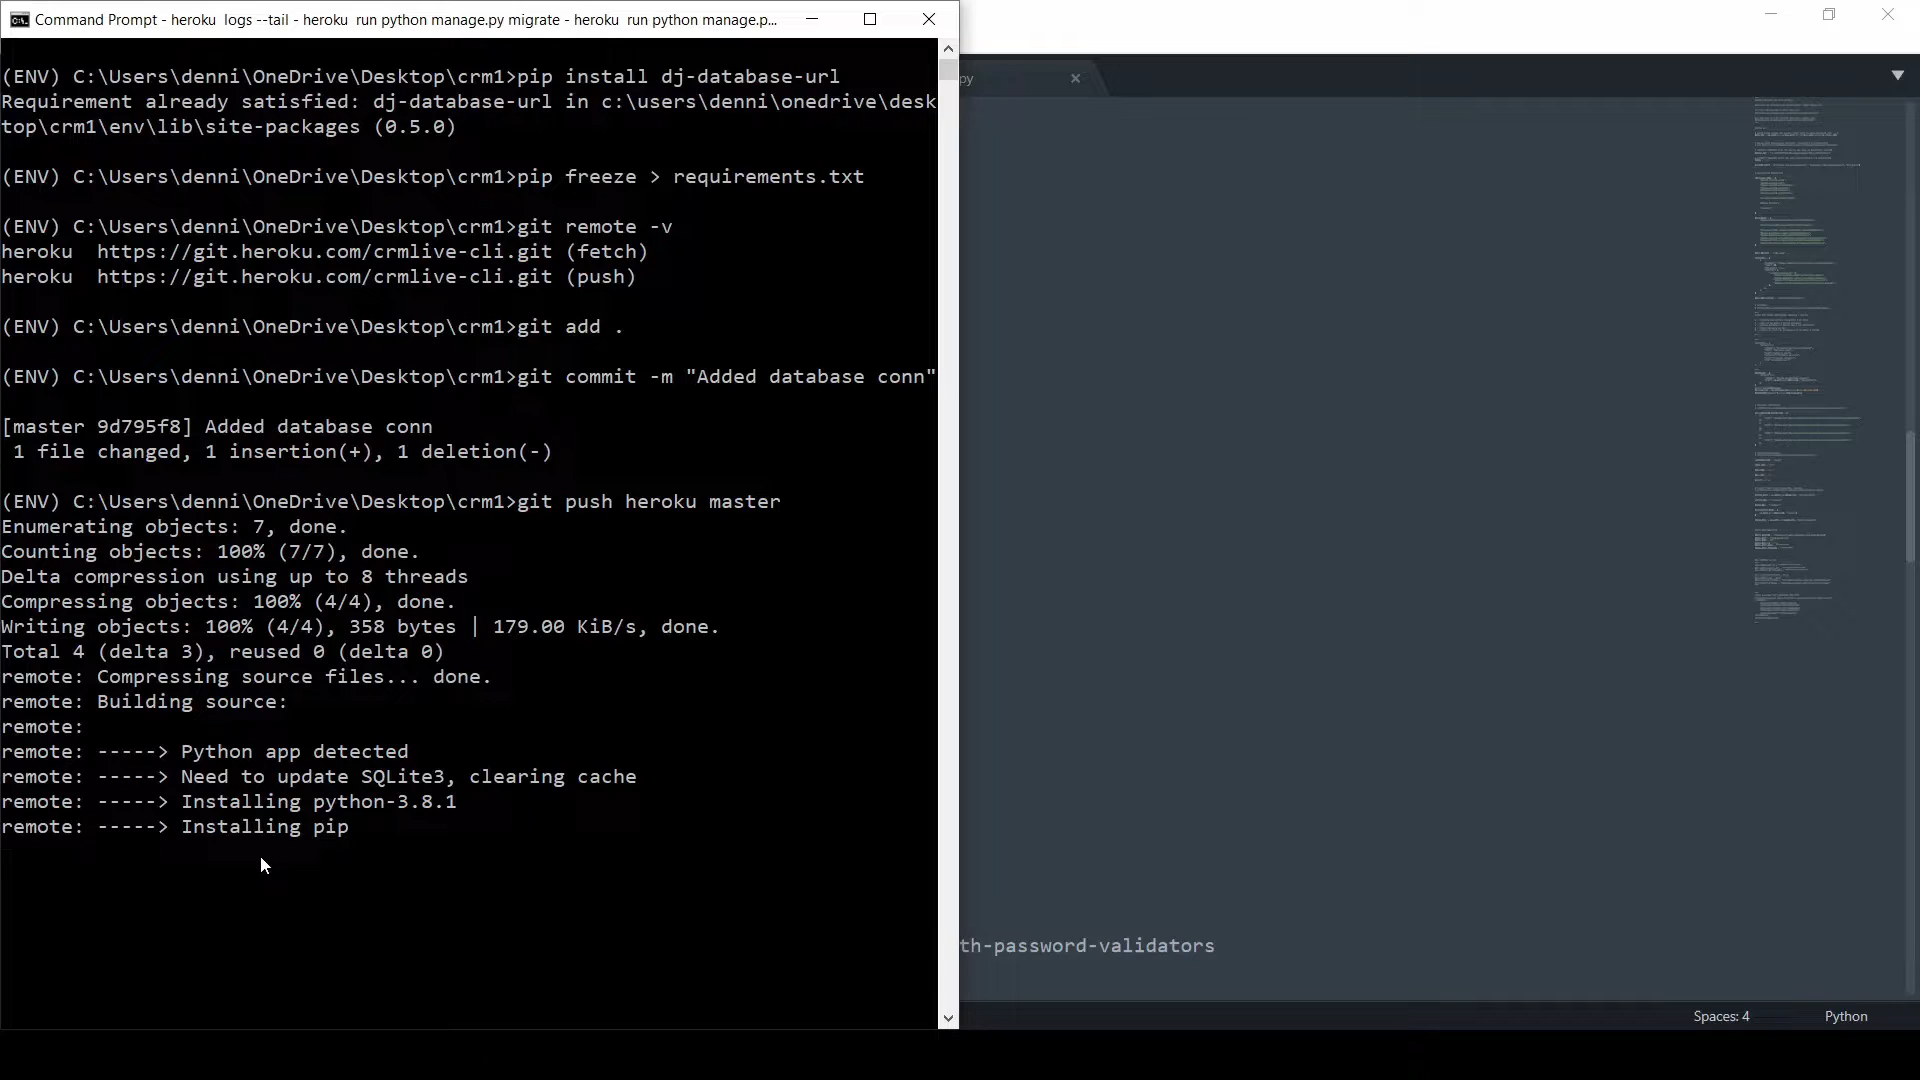 Command Prompt - heroku  logs --tail - heroku  run python manage.py migrate - heroku  run python manage.p...
(ENV) C:\Users\denni\OneDrive\Desktop\crm1>pip install dj-database-url
Requirement already satisfied: dj-database-url in c:\users\denni\onedrive\desk
top\crm1\env\lib\site-packages (0.5.0)
(ENV) C:\Users\denni\OneDrive\Desktop\crm1>pip freeze > requirements.txt
(ENV) C:\Users\denni\OneDrive\Desktop\crm1>git remote -v
heroku  https://git.heroku.com/crmlive-cli.git (fetch)
heroku  https://git.heroku.com/crmlive-cli.git (push)
(ENV) C:\Users\denni\OneDrive\Desktop\crm1>git add .
(ENV) C:\Users\denni\OneDrive\Desktop\crm1>git commit -m "Added database conn"
[master 9d795f8] Added database conn
 1 file changed, 1 insertion(+), 1 deletion(-)
(ENV) C:\Users\denni\OneDrive\Desktop\crm1>git push heroku master
Enumerating objects: 7, done.
Counting objects: 100% (7/7), done.
Delta compression using up to 8 threads
Compressing objects: 100% (4/4), done.
Writing objects: 100% (4/4), 358 bytes | 179.00 KiB/s, done.
Total 4 (delta 3), reused 0 (delta 0)
remote: Compressing source files... done.
remote: Building source:
remote:
remote: -----> Python app detected
remote: -----> Need to update SQLite3, clearing cache
remote: -----> Installing python-3.8.1
remote: -----> Installing pip
py
th-password-validators
Spaces: 4
Python